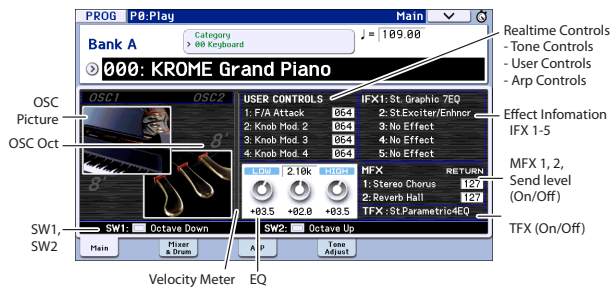 PROG P0:Play Main
Bank A
Category
> 00 Keyboard
♩= 109.00
000: KROME Grand Piano
OSC1 OSC2
8'
8'
USER CONTROLS
1: F/A Attack 064
2: Knob Mod. 2 064
3: Knob Mod. 3 064
4: Knob Mod. 4 064
IFX1: St. Graphic 7EQ
2: St.Exciter/Enhncr
3: No Effect
4: No Effect
5: No Effect
LOW 2.10k HIGH
+03.5 +02.0 +03.5
MFX RETURN
1: Stereo Chorus 127
2: Reverb Hall 127
TFX : St.Parametric4EQ
SW1: Octave Down SW2: Octave Up
Main
Mixer
& Drum
Tone
Adjust
OSC
Picture
OSC Oct
SW1,
SW2
Velocity Meter
EQ
Realtime Controls
- Tone Controls
- User Controls
- Arp Controls
Effect Infomation
IFX 1-5
MFX 1, 2,
Send level
(On/Off)
TFX (On/Off)